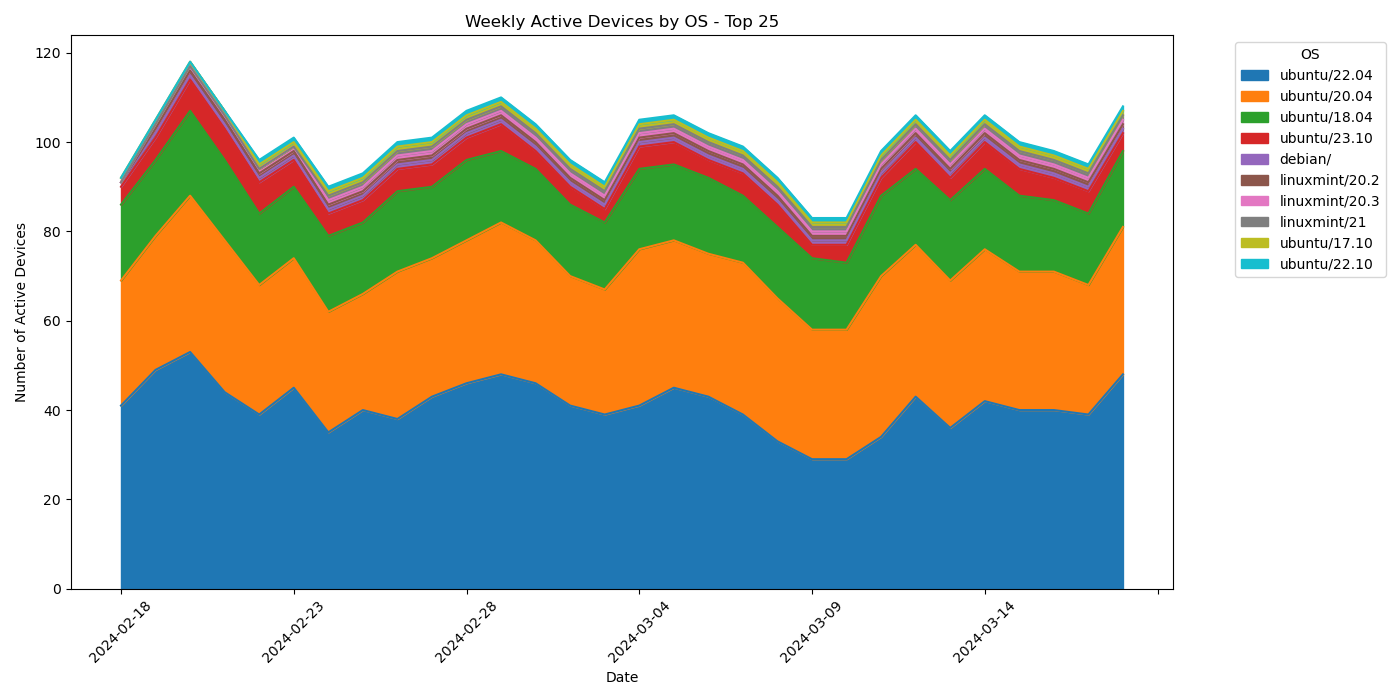 Weekly Active Devices by OS - Top 25
Number of Active Devices
120
100
80
60
40
20
0
2024-02-18
2024-02-23
2024-02-28
2024-03-04
2024-03-09
2024-03-14
Date
OS
ubuntu/22.04
ubuntu/20.04
ubuntu/18.04
ubuntu/23.10
debian/
linuxmint/20.2
linuxmint/20.3
linuxmint/21
ubuntu/17.10
ubuntu/22.10